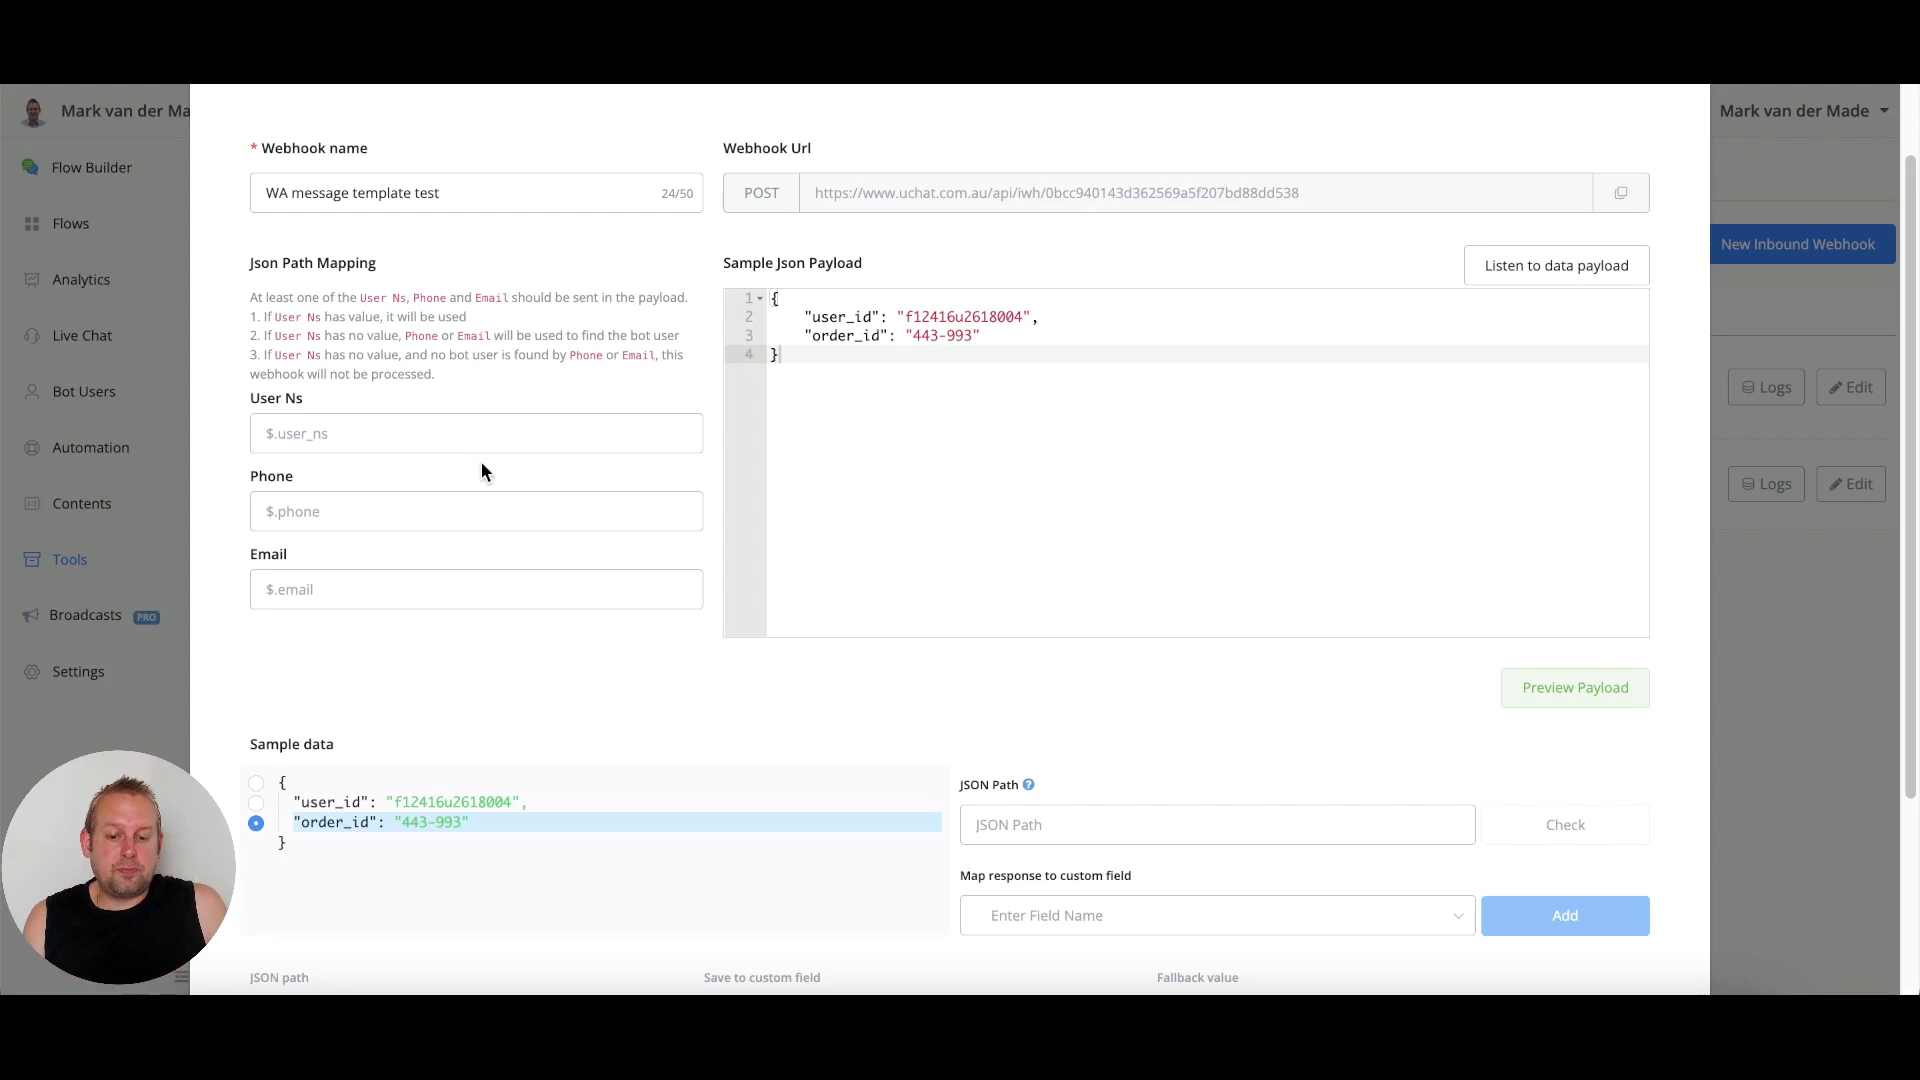 Mark van der Ma
Mark van der Made
Flow Builder
Flows
Analytics
Live Chat
Bot Users
Automation
Contents
Tools
Broadcasts PRO
Settings
* Webhook name
WA message template test 24/50
Webhook Url
POST https://www.uchat.com.au/api/iwh/0bcc940143d362569a5f207bd88dd538
New Inbound Webhook
Json Path Mapping
At least one of the User Ns, Phone and Email should be sent in the payload.
1. If User Ns has value, it will be used
2. If User Ns has no value, Phone or Email will be used to find the bot user
3. If User Ns has no value, and no bot user is found by Phone or Email, this
webhook will not be processed.
User Ns
$.user_ns
Phone
$.phone
Email
$.email
Sample Json Payload
Listen to data payload
1 {
2 "user_id": "f12416u2618004",
3 "order_id": "443-993"
4 }
Logs Edit
Logs Edit
Preview Payload
Sample data
{
"user_id": "f12416u2618004",
"order_id": "443-993"
}
JSON Path ?
JSON Path
Check
Map response to custom field
Enter Field Name
Add
JSON path Save to custom field Fallback value